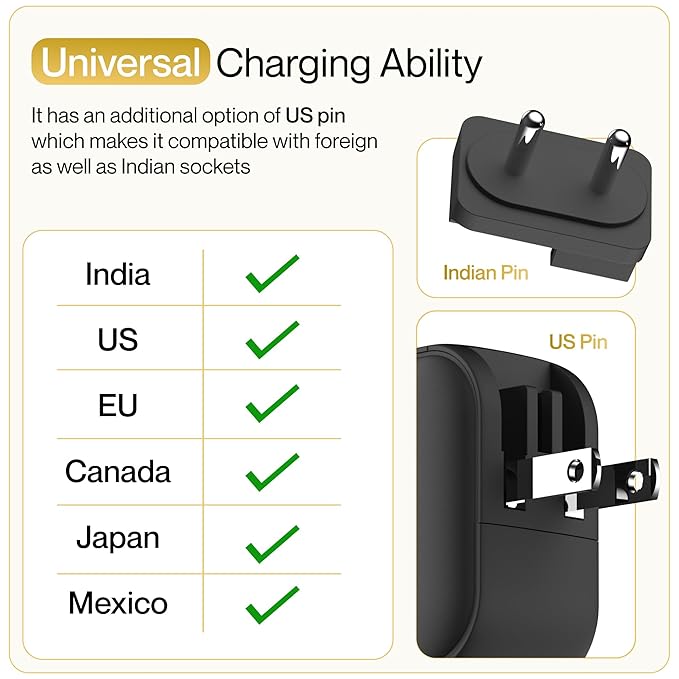 Universal Charging Ability
It has an additional option of US pin
which makes it compatible with foreign
as well as Indian sockets
India
US
EU
Canada
Japan
Mexico
Indian Pin
US Pin